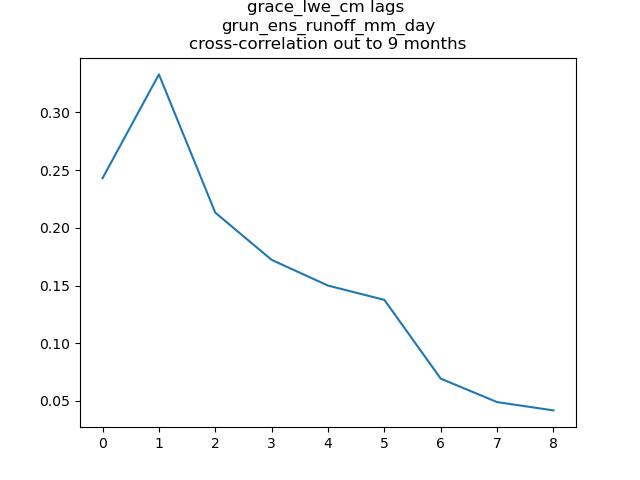 grace_lwe_cm lags
grun_ens_runoff_mm_day
cross-correlation out to 9 months
0.30
0.25
0.20
0.15
0.10
0.05
0 1 2 3 4 5 6 7 8